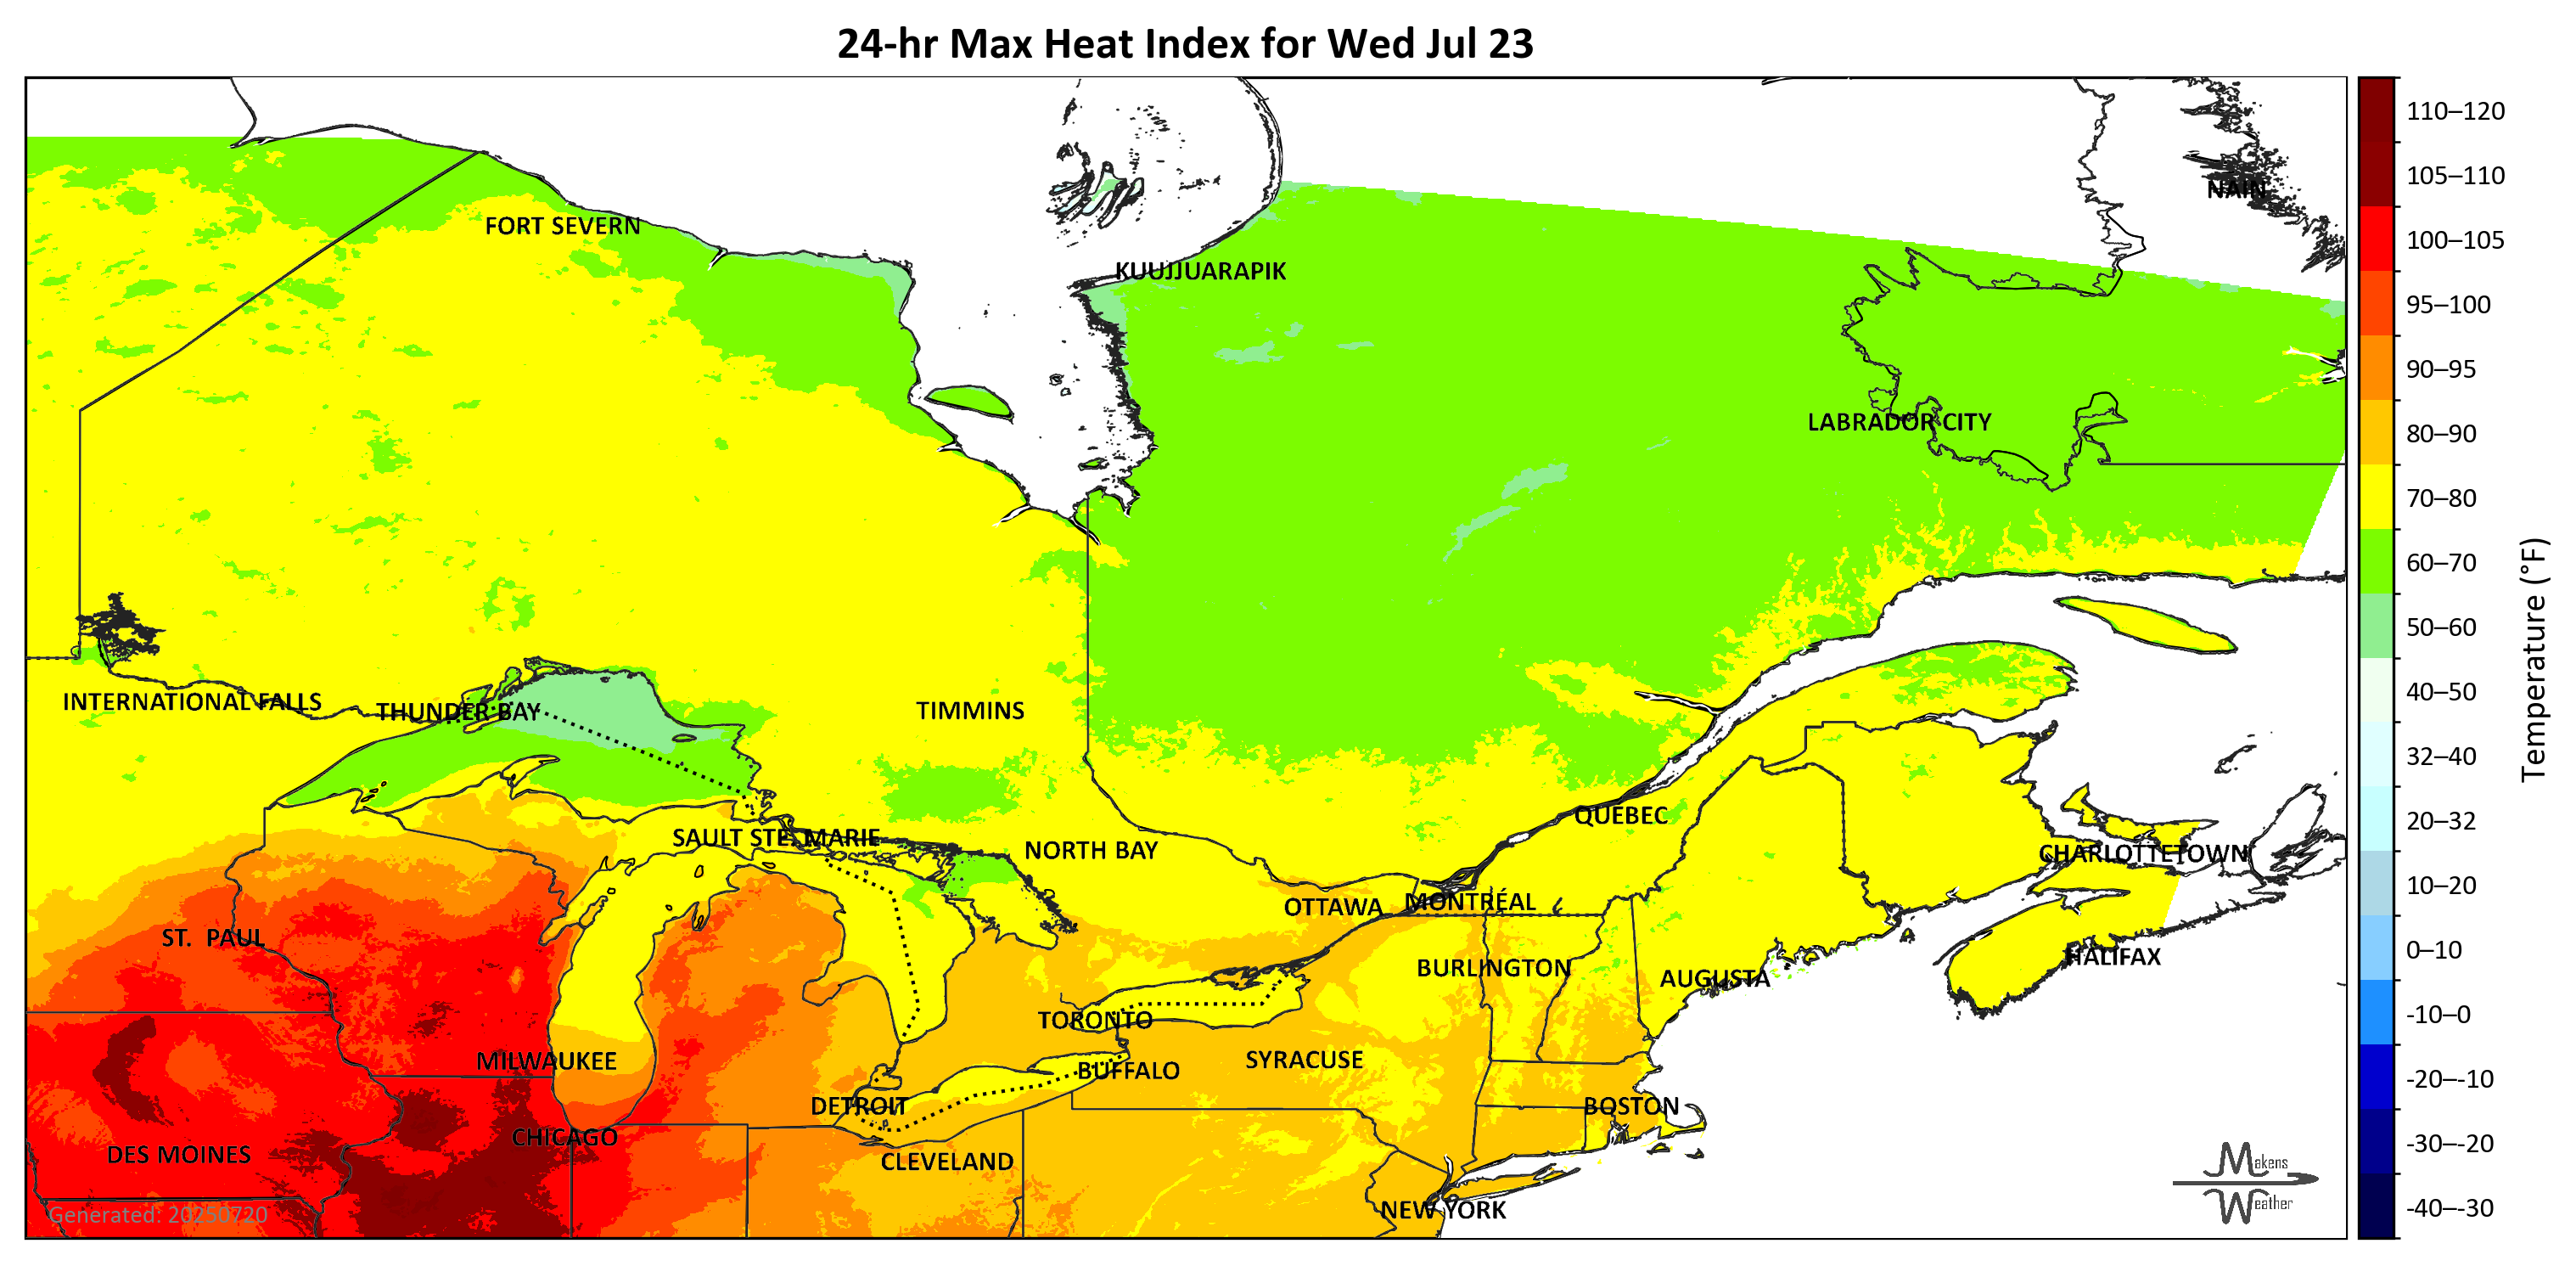 24-hr Max Heat Index for Wed Jul 23
NAIN
FORT SEVERN
KUUJJUARAPIK
LABRADOR CITY
INTERNATIONAL FALLS
THUNDER BAY
TIMMINS
QUEBEC
SAULT STE. MARIE
NORTH BAY
CHARLOTTETOWN
OTTAWA
MONTRÉAL
ST. PAUL
HALIFAX
BURLINGTON
AUGUSTA
TORONTO
MILWAUKEE
SYRACUSE
BUFFALO
DETROIT
BOSTON
CHICAGO
DES MOINES
CLEVELAND
NEW YORK
Generated: 20250720
Makens
Weather
110–120
105–110
100–105
95–100
90–95
80–90
70–80
60–70
50–60
40–50
32–40
20–32
10–20
0–10
-10–0
-20–-10
-30–-20
-40–-30
Temperature (°F)